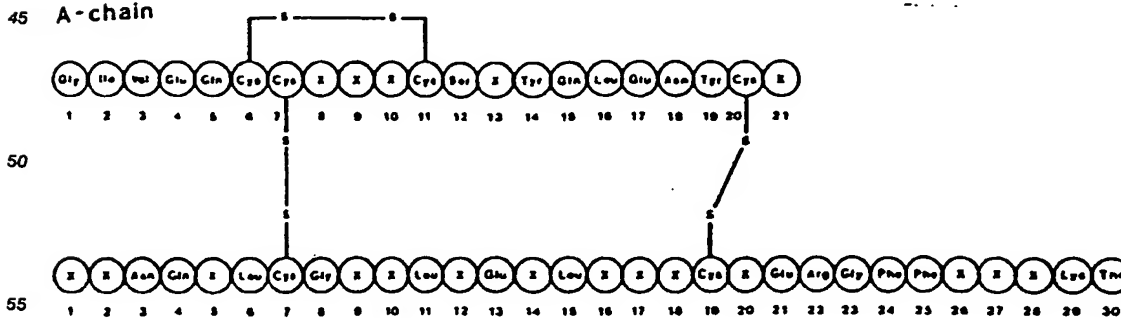 45 A-chain
S S
Gly Ile Val Glu Gln Cys Cys X X X Cys Ser X Tyr Gln Leu Glu Asn Tyr Cys X
1 2 3 4 5 6 7 8 9 10 11 12 13 14 15 16 17 18 19 20 21
S S
50
S S
X X Asn Gln X Leu Cys Gly X X Leu X Glu X Leu X X X Cys X Glu Arg Gly Phe Phe X X X Lys Thr
55 1 2 3 4 5 6 7 8 9 10 11 12 13 14 15 16 17 18 19 20 21 22 23 24 25 26 27 28 29 30